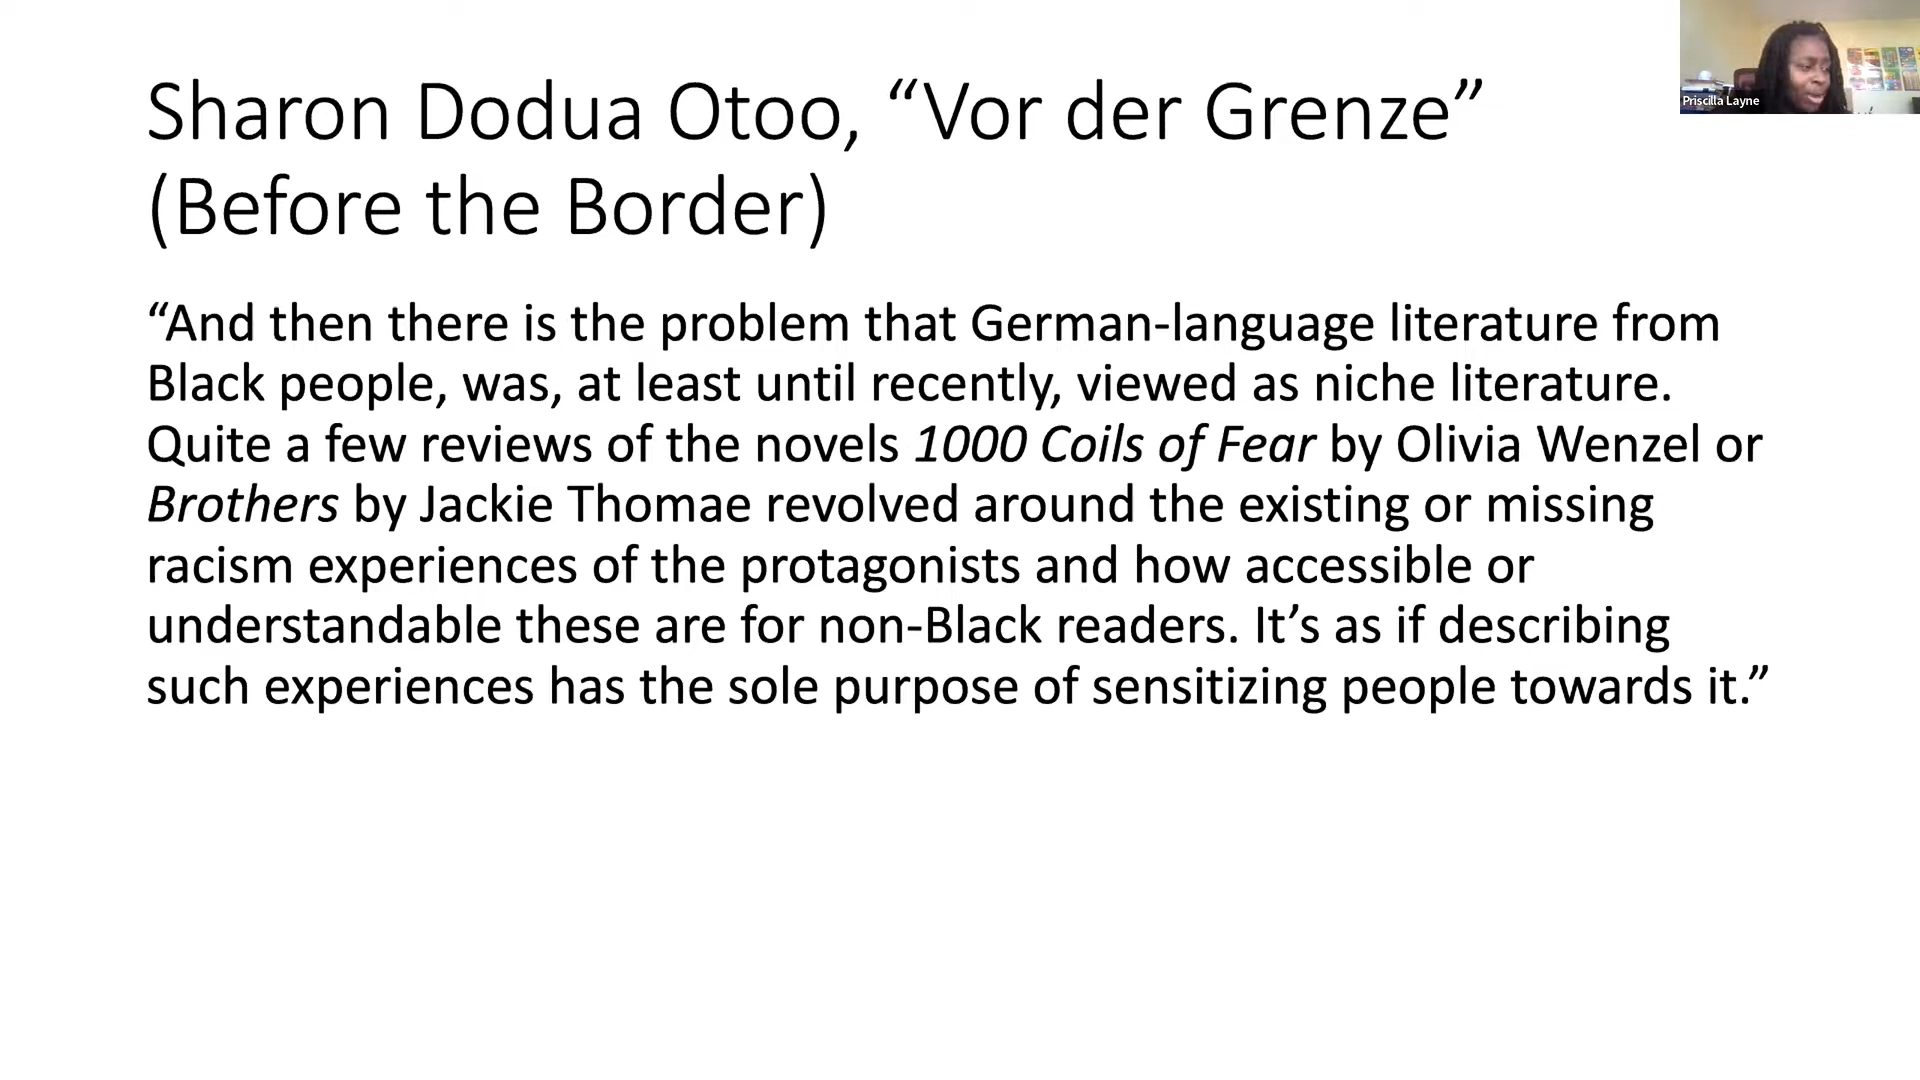 Sharon Dodua Otoo, “Vor der Grenze”
(Before the Border)
Priscilla Layne
“And then there is the problem that German-language literature from
Black people, was, at least until recently, viewed as niche literature.
Quite a few reviews of the novels 1000 Coils of Fear by Olivia Wenzel or
Brothers by Jackie Thomae revolved around the existing or missing
racism experiences of the protagonists and how accessible or
understandable these are for non-Black readers. It’s as if describing
such experiences has the sole purpose of sensitizing people towards it.”